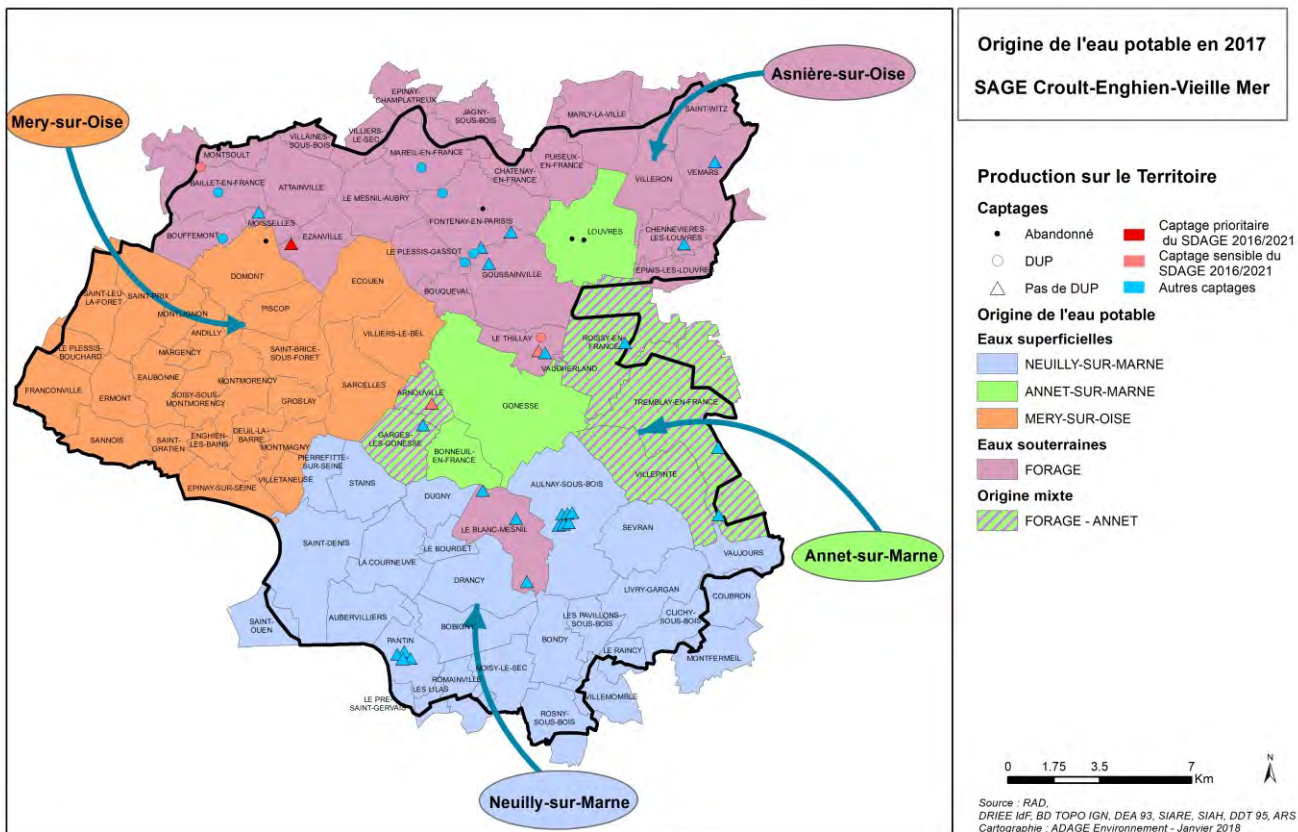 Origine de l'eau potable en 2017
SAGE Croult-Enghien-Vieille Mer
Asnière-sur-Oise
Mery-sur-Oise
Annet-sur-Marne
Neuilly-sur-Marne
EPINAY-
CHAMPLATREUX
JAGNY-
SOUS-BOIS
MARLY-LA-VILLE
SAINT-WITZ
VILLIERS-
LE-SEC
VILLAINES-
SOUS-BOIS
MONTSOULT
MAREIL-EN-FRANCE
CHATENAY-
EN-FRANCE
PUISEUX-
EN-FRANCE
VILLERON
VEMARS
BAILLET-EN-FRANCE
ATTAINVILLE
LE MESNIL-AUBRY
FONTENAY-EN-PARISIS
LOUVRES
CHENNEVIERES-
LES-LOUVRES
MOISSELLES
BOUFFEMONT
EZANVILLE
LE PLESSIS-GASSOT
GOUSSAINVILLE
EPIAIS-LES-LOUVRES
DOMONT
ECOUEN
BOUQUEVAL
SAINT-LEU-
LA-FORET
SAINT-PRIX
MONTLIGNON
PISCOP
ANDILLY
VILLIERS-LE-BEL
LE THILLAY
ROISSY-EN-
FRANCE
VAUDHERLAND
LE PLESSIS-
BOUCHARD
MARGENCY
SAINT-BRICE-
SOUS-FORET
EAUBONNE
MONTMORENCY
SARCELLES
ARNOUVILLE
GONESSE
TREMBLAY-EN-FRANCE
FRANCONVILLE
ERMONT
SOISY-SOUS-
MONTMORENCY
GROSLAY
GARGES-
LES-GONESSE
BONNEUIL-
EN-FRANCE
VILLEPINTE
SANNOIS
SAINT-
GRATIEN
ENGHIEN-
LES-BAINS
DEUIL-LA-
BARRE
MONTMAGNY
PIERREFITTE-
SUR-SEINE
EPINAY-SUR-SEINE
VILLETANEUSE
STAINS
DUGNY
AULNAY-SOUS-BOIS
SEVRAN
LE BLANC-MESNIL
SAINT-DENIS
LE BOURGET
VAUJOURS
LA COURNEUVE
DRANCY
LIVRY-GARGAN
COUBRON
SAINT-
OUEN
AUBERVILLIERS
BOBIGNY
LES PAVILLONS-
SOUS-BOIS
CLICHY-
SOUS-BOIS
BONDY
PANTIN
LE RAINCY
MONTFERMEIL
NOISY-LE-SEC
ROMAINVILLE
LES LILAS
LE PRE-
SAINT-GERVAIS
VILLEMOMBLE
ROSNY-
SOUS-BOIS
Production sur le Territoire
Captages
Abandonné
DUP
Pas de DUP
Captage prioritaire
du SDAGE 2016/2021
Captage sensible du
SDAGE 2016/2021
Autres captages
Origine de l'eau potable
Eaux superficielles
NEUILLY-SUR-MARNE
ANNET-SUR-MARNE
MERY-SUR-OISE
Eaux souterraines
FORAGE
Origine mixte
FORAGE - ANNET
0 1.75 3.5 7
Km
N
Source : RAD,
DRIEE IdF, BD TOPO IGN, DEA 93, SIARE, SIAH, DDT 95, ARS
Cartographie : ADAGE Environnement - Janvier 2018